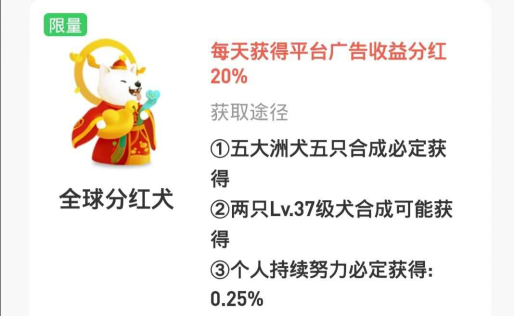 限量
每天获得平台广告收益分红
20%
获取途径
①五大洲犬五只合成必定获
得
②两只Lv.37级犬合成可能获
得
③个人持续努力必定获得:
0.25%
全球分红犬